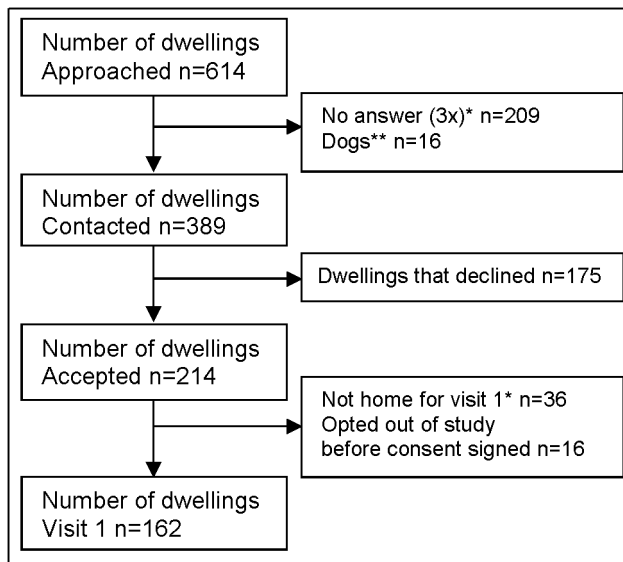 Number of dwellings
Approached n=614
No answer (3x)* n=209
Dogs** n=16
Number of dwellings
Contacted n=389
Dwellings that declined n=175
Number of dwellings
Accepted n=214
Not home for visit 1* n=36
Opted out of study
before consent signed n=16
Number of dwellings
Visit 1 n=162